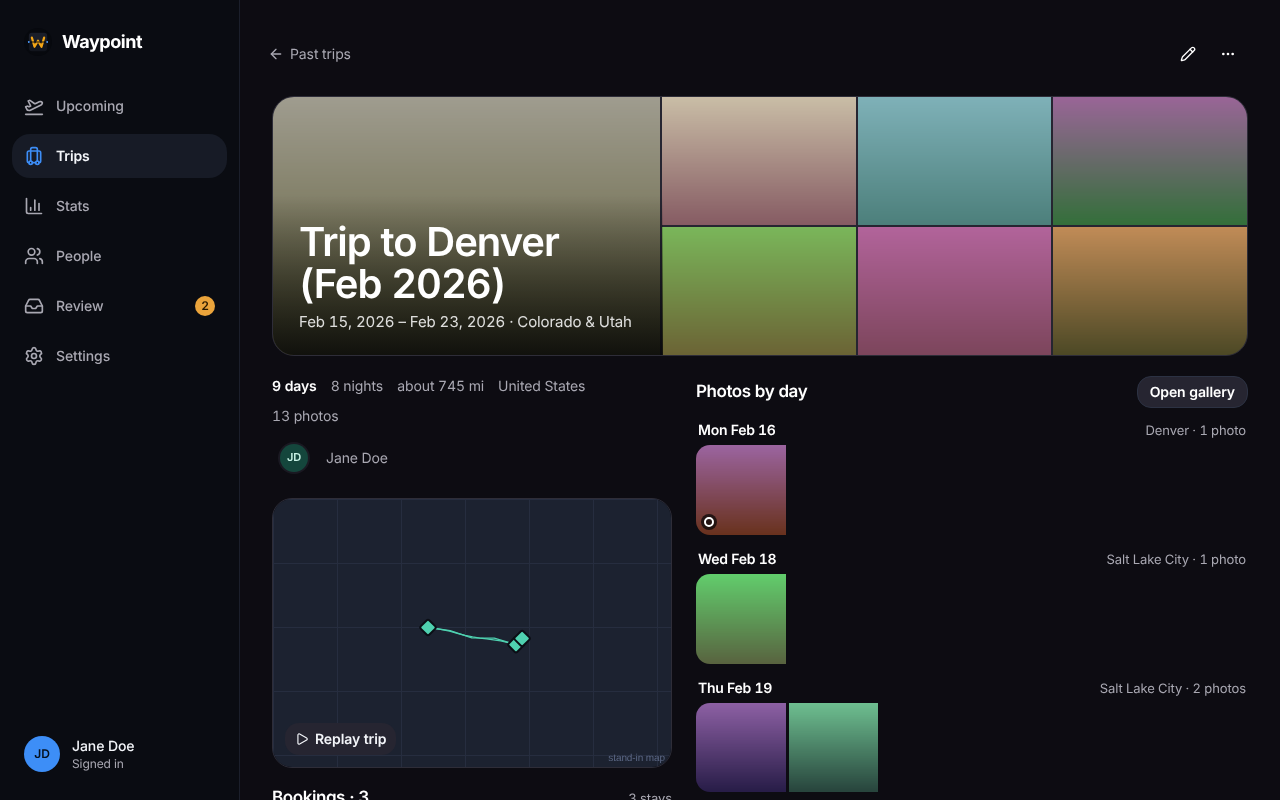 Waypoint
Upcoming
Trips
Stats
People
Review
2
Settings
JD
Jane Doe
Signed in
Past trips
Trip to Denver
(Feb 2026)
Feb 15, 2026 – Feb 23, 2026 · Colorado & Utah
9 days 8 nights about 745 mi United States
13 photos
JD Jane Doe
Replay trip
stand-in map
Bookings · 3 3 stays
Photos by day
Open gallery
Mon Feb 16 Denver · 1 photo
Wed Feb 18 Salt Lake City · 1 photo
Thu Feb 19 Salt Lake City · 2 photos